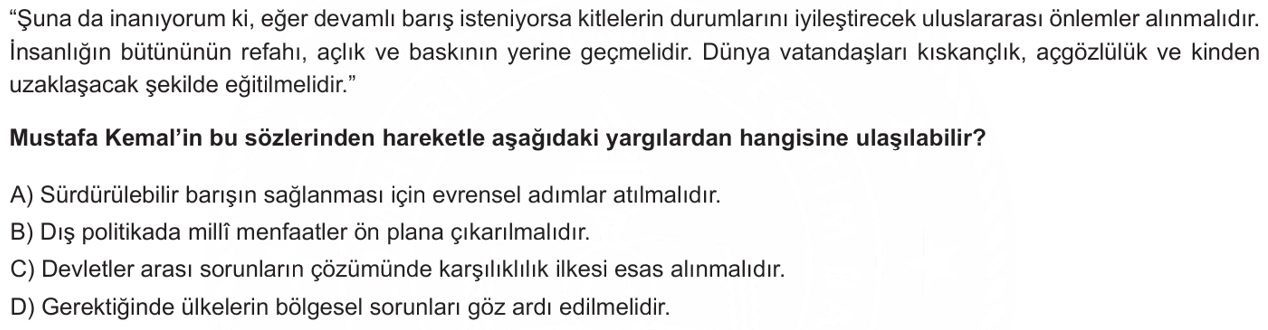 “Şuna da inanıyorum ki, eğer devamlı barış isteniyorsa kitlelerin durumlarını iyileştirecek uluslararası önlemler alınmalıdır.
İnsanlığın bütününün refahı, açlık ve baskının yerine geçmelidir. Dünya vatandaşları kıskançlık, açgözlülük ve kinden
uzaklaşacak şekilde eğitilmelidir.”
Mustafa Kemal’in bu sözlerinden hareketle aşağıdaki yargılardan hangisine ulaşılabilir?
A) Sürdürülebilir barışın sağlanması için evrensel adımlar atılmalıdır.
B) Dış politikada millî menfaatler ön plana çıkarılmalıdır.
C) Devletler arası sorunların çözümünde karşılıklılık ilkesi esas alınmalıdır.
D) Gerektiğinde ülkelerin bölgesel sorunları göz ardı edilmelidir.